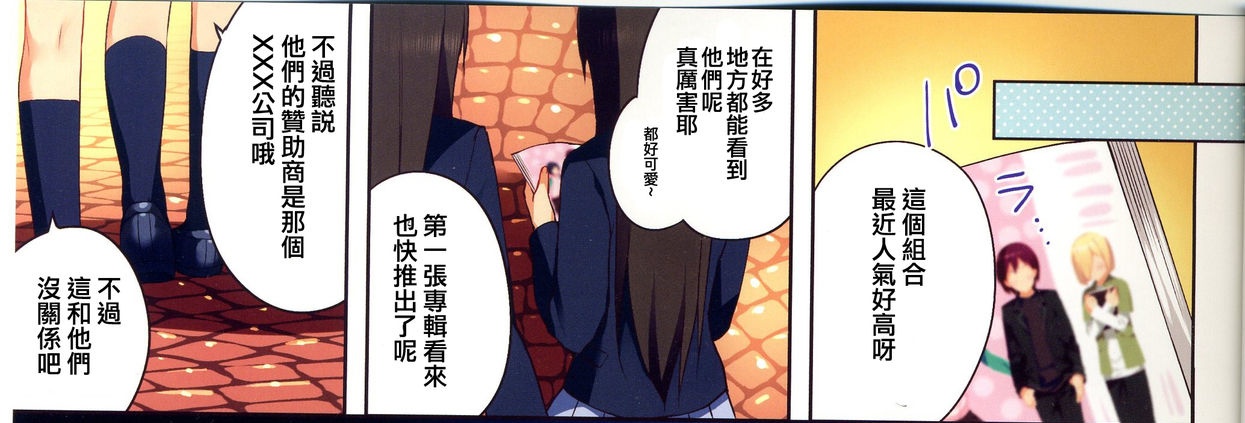 パラ…
這個組合
最近人氣好高呀
在好多
地方都能看到
他們呢
真厲害耶
都好可愛~
第一張專輯看來
也快推出了呢
不過聽說
他們的贊助商是那個
XXX公司哦
不過
這和他們
沒關係吧